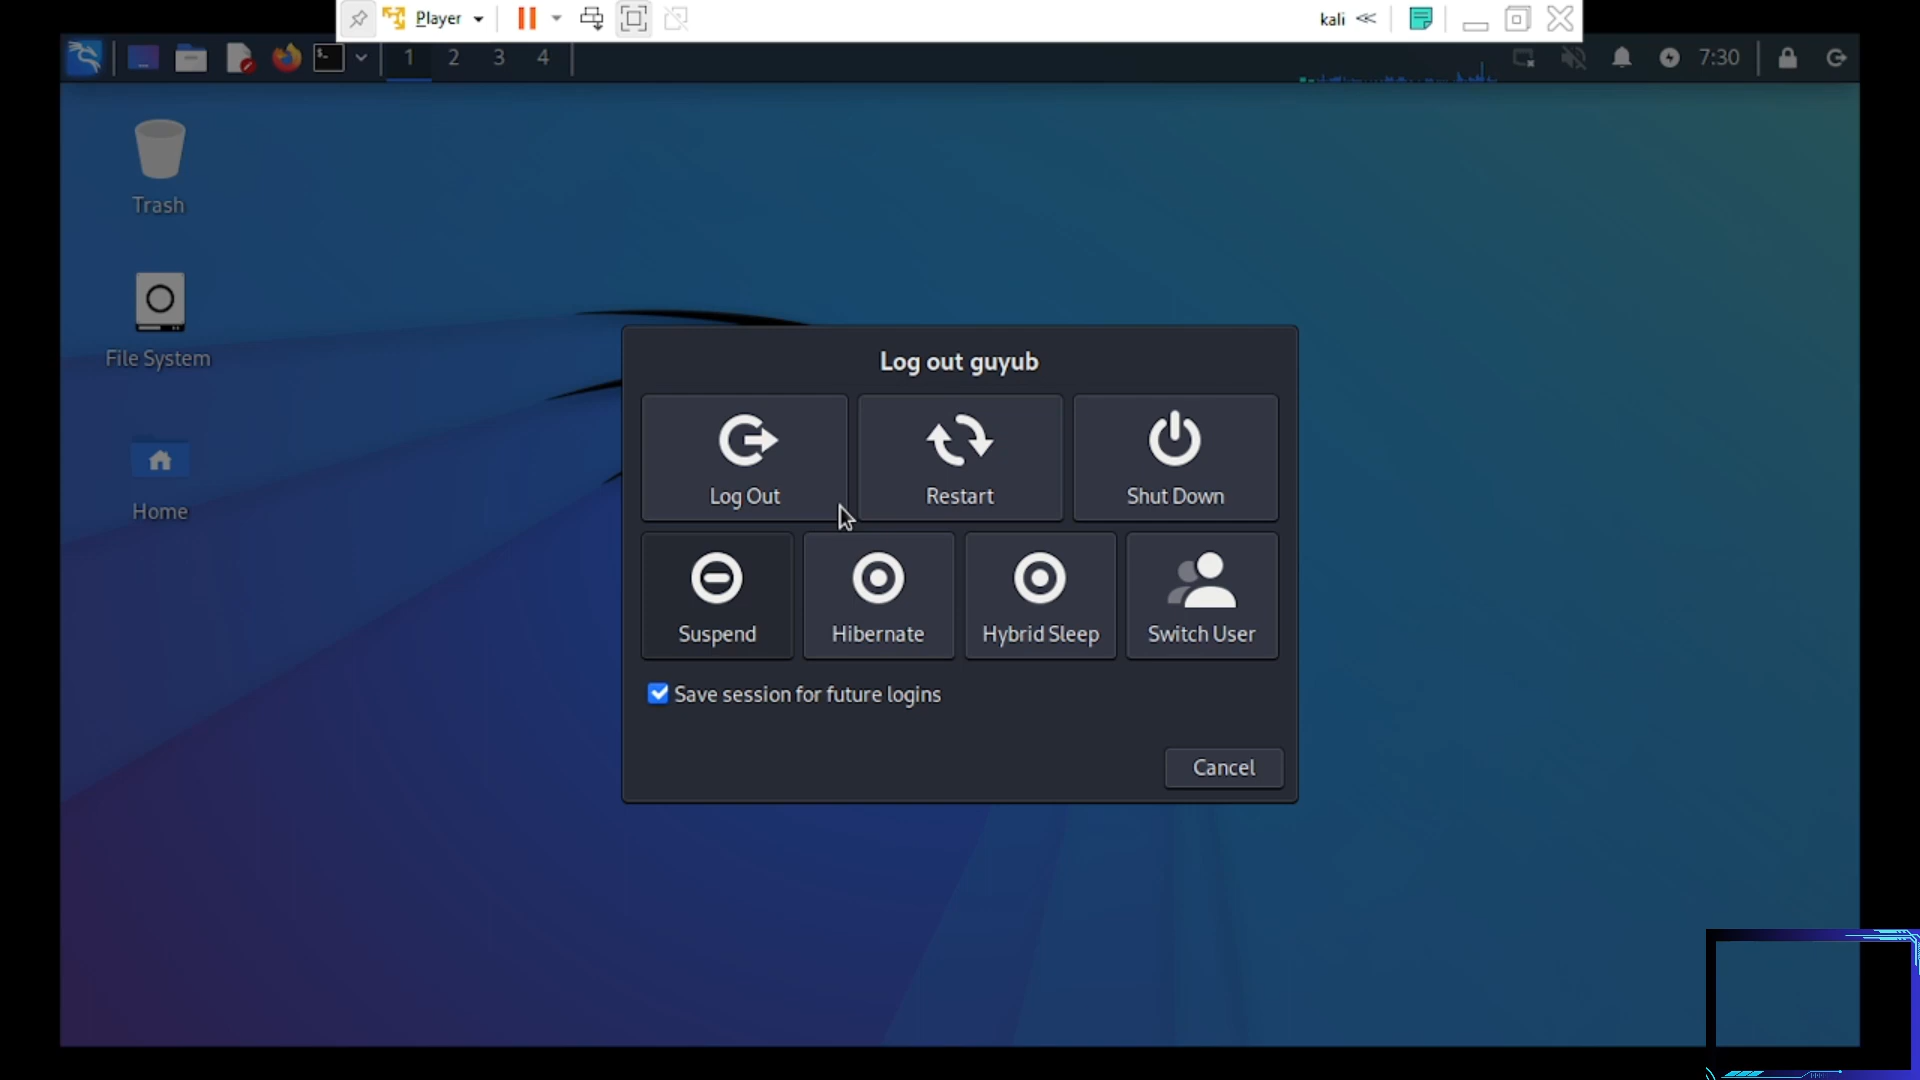 Player
kali
1 2 3 4
7:30
Trash
File System
Home
Log out guyub
Log Out
Restart
Shut Down
Suspend
Hibernate
Hybrid Sleep
Switch User
Save session for future logins
Cancel